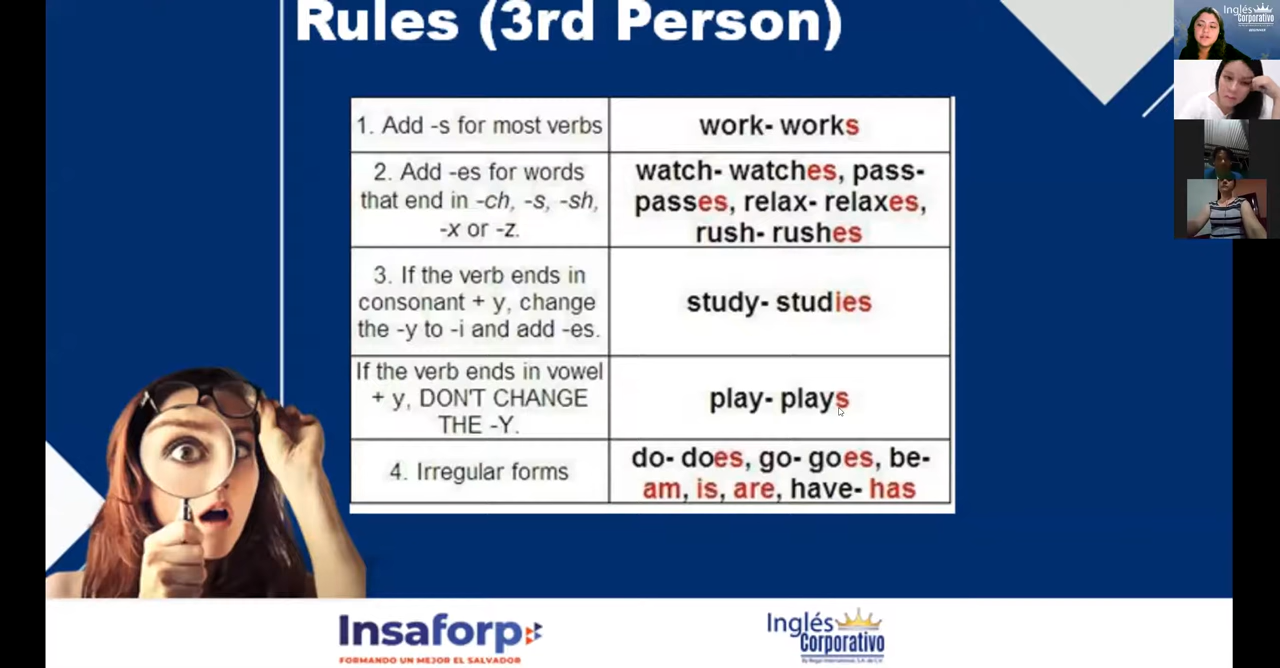 Rules (3rd Person)
1. Add -s for most verbs
work- works
2. Add -es for words
that end in -ch, -s, -sh,
-x or -z.
watch- watches, pass-
passes, relax- relaxes,
rush- rushes
3. If the verb ends in
consonant + y, change
the -y to -i and add -es.
study- studies
If the verb ends in vowel
+ y, DON'T CHANGE
THE -Y.
play- plays
4. Irregular forms
do- does, go- goes, be-
am, is, are, have- has
Insaforp
FORMANDO UN MEJOR EL SALVADOR
Inglés
Corporativo
Inglés
Corporativo